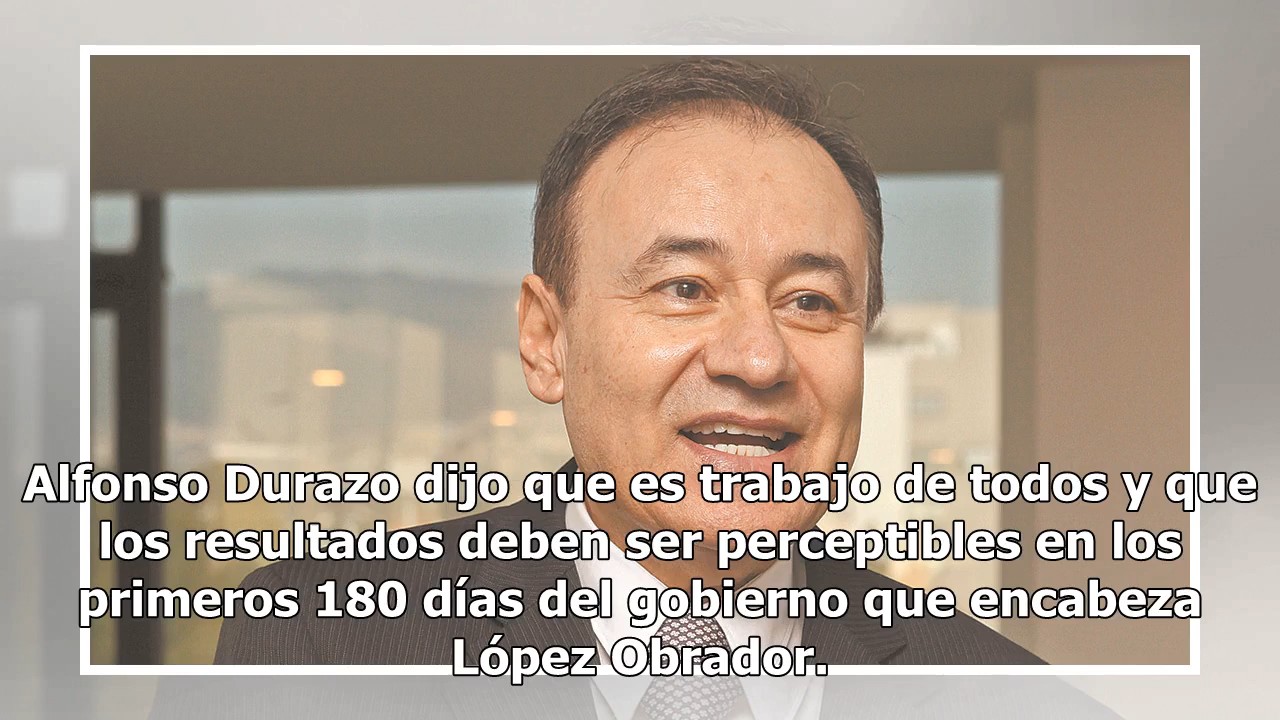 Alfonso Durazo dijo que es trabajo de todos y que
los resultados deben ser perceptibles en los
primeros 180 días del gobierno que encabeza
López Obrador.